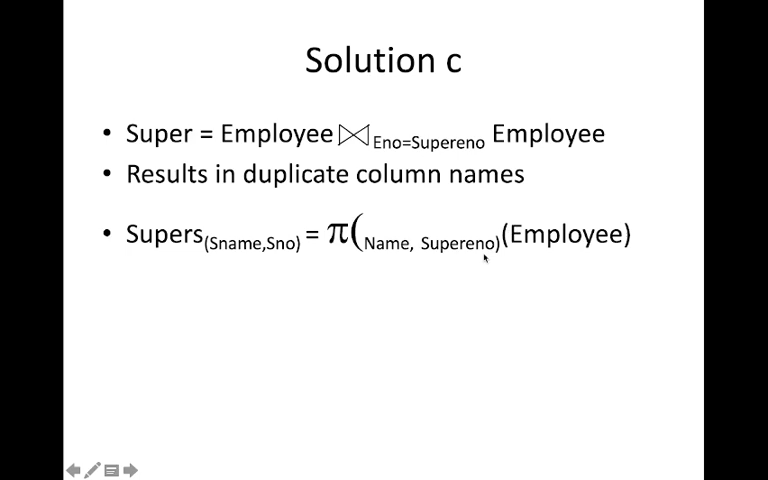 Solution c
• Super = Employee ⋈ Eno=Supereno Employee
• Results in duplicate column names
• Supers(Sname,Sno) = π(Name, Supereno)(Employee)